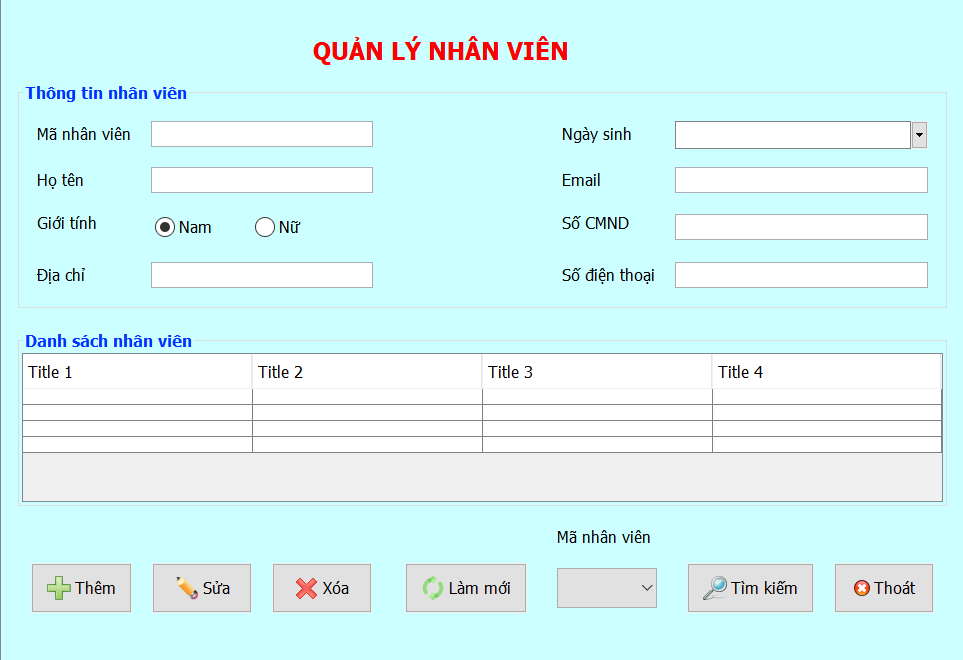 QUẢN LÝ NHÂN VIÊN
Thông tin nhân viên
Mã nhân viên
Ngày sinh
Họ tên
Email
Giới tính
Nam
Nữ
Số CMND
Địa chỉ
Số điện thoại
Danh sách nhân viên
Title 1 Title 2 Title 3 Title 4
Mã nhân viên
Thêm
Sửa
Xóa
Làm mới
Tìm kiếm
Thoát